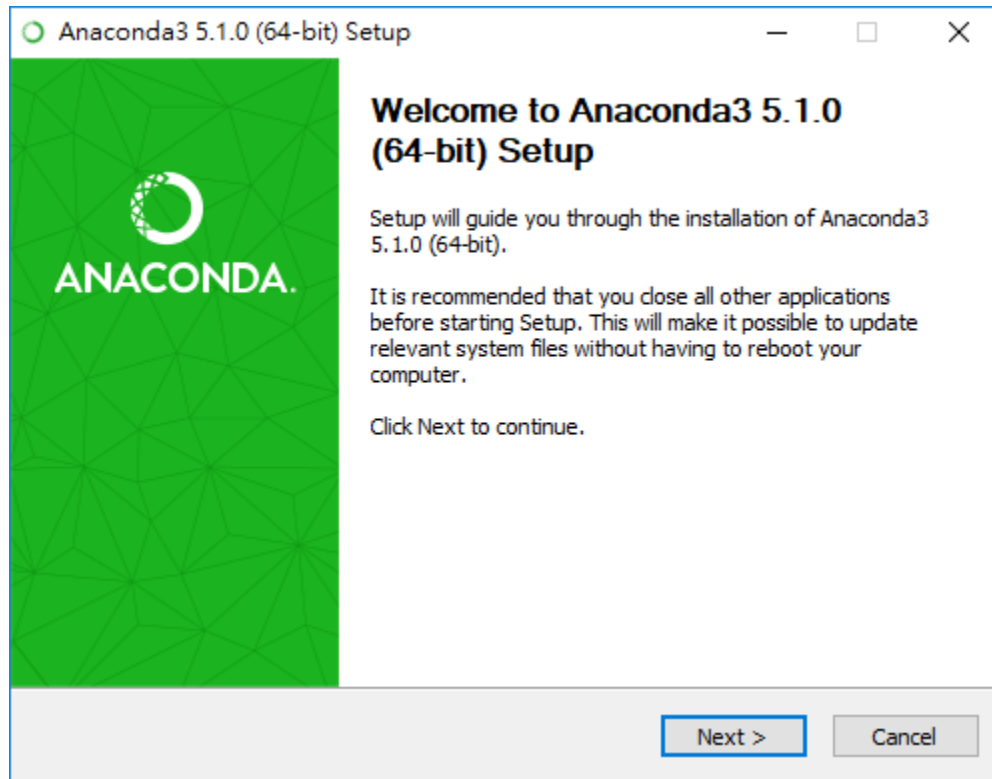 Anaconda3 5.1.0 (64-bit) Setup
ANACONDA.
Welcome to Anaconda3 5.1.0
(64-bit) Setup
Setup will guide you through the installation of Anaconda3
5.1.0 (64-bit).
It is recommended that you close all other applications
before starting Setup. This will make it possible to update
relevant system files without having to reboot your
computer.
Click Next to continue.
Next >
Cancel